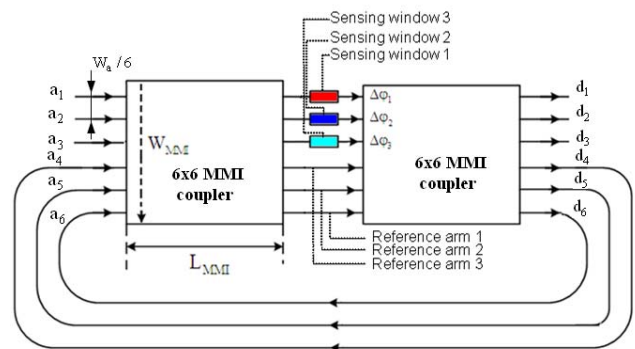 Sensing window 3
Sensing window 2
Sensing window 1
Wa /6
a1
a2
a3
a4
a5
a6
WMMI
6x6 MMI
coupler
LMMI
Δφ1
Δφ2
Δφ3
6x6 MMI
coupler
d1
d2
d3
d4
d5
d6
Reference arm 1
Reference arm 2
Reference arm 3